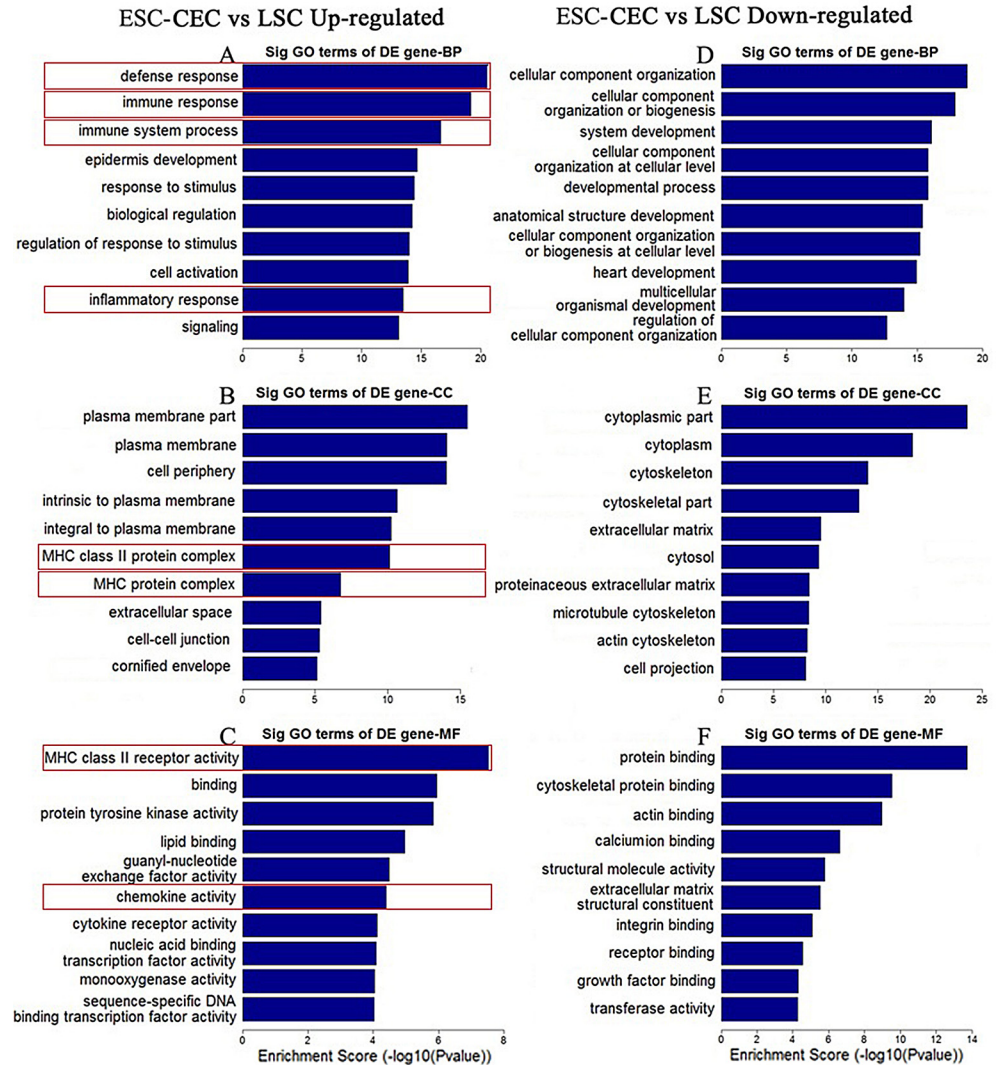 ESC-CEC vs LSC Up-regulated
A
Sig GO terms of DE gene-BP
defense response
immune response
immune system process
epidermis development
response to stimulus
biological regulation
regulation of response to stimulus
cell activation
inflammatory response
signaling
0 5 10 15 20
B
Sig GO terms of DE gene-CC
plasma membrane part
plasma membrane
cell periphery
intrinsic to plasma membrane
integral to plasma membrane
MHC class II protein complex
MHC protein complex
extracellular space
cell-cell junction
cornified envelope
0 5 10 15
C
Sig GO terms of DE gene-MF
MHC class II receptor activity
binding
protein tyrosine kinase activity
lipid binding
guanyl-nucleotide
exchange factor activity
chemokine activity
cytokine receptor activity
nucleic acid binding
transcription factor activity
monooxygenase activity
sequence-specific DNA
binding transcription factor activity
0 2 4 6 8
Enrichment Score (-log10(Pvalue))
ESC-CEC vs LSC Down-regulated
D
Sig GO terms of DE gene-BP
cellular component organization
cellular component
organization or biogenesis
system development
cellular component
organization at cellular level
developmental process
anatomical structure development
cellular component organization
or biogenesis at cellular level
heart development
multicellular
organismal development
regulation of
cellular component organization
0 5 10 15 20
E
Sig GO terms of DE gene-CC
cytoplasmic part
cytoplasm
cytoskeleton
cytoskeletal part
extracellular matrix
cytosol
proteinaceous extracellular matrix
microtubule cytoskeleton
actin cytoskeleton
cell projection
0 5 10 15 20 25
F
Sig GO terms of DE gene-MF
protein binding
cytoskeletal protein binding
actin binding
calciumion binding
structural molecule activity
extracellular matrix
structural constituent
integrin binding
receptor binding
growth factor binding
transferase activity
0 2 4 6 8 10 12 14
Enrichment Score (-log10(Pvalue))